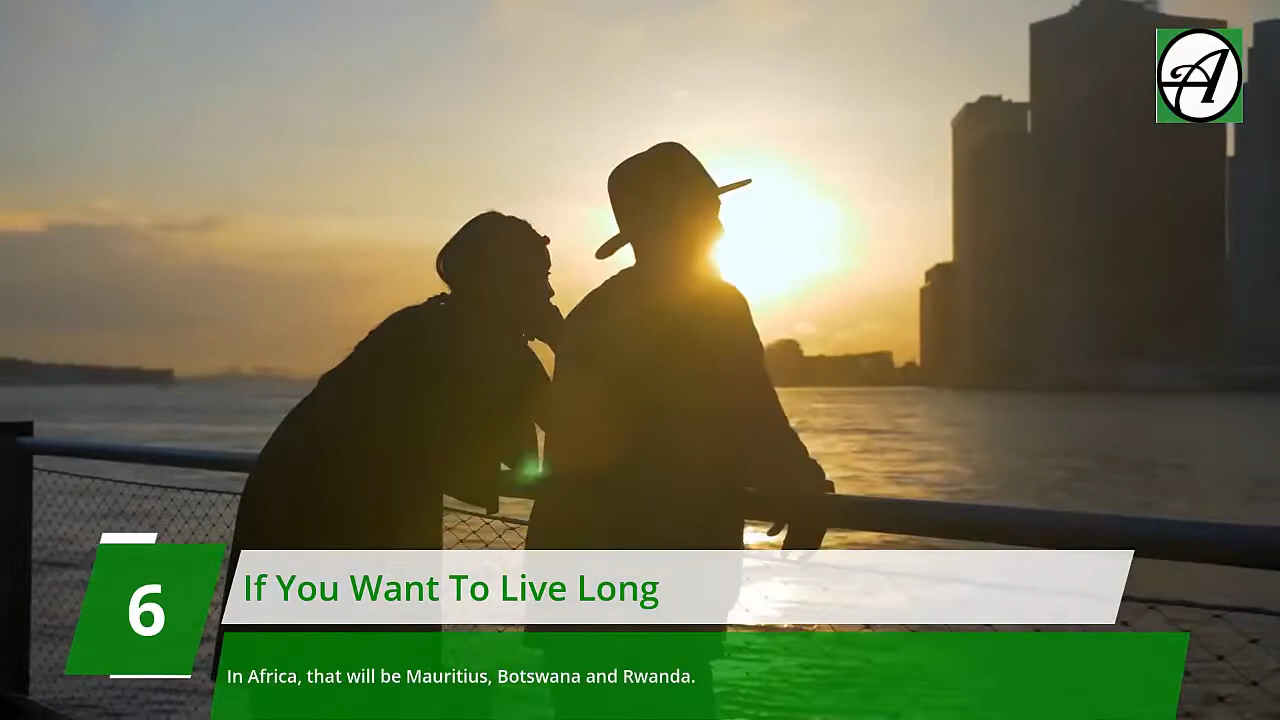 A
6
If You Want To Live Long
In Africa, that will be Mauritius, Botswana and Rwanda.